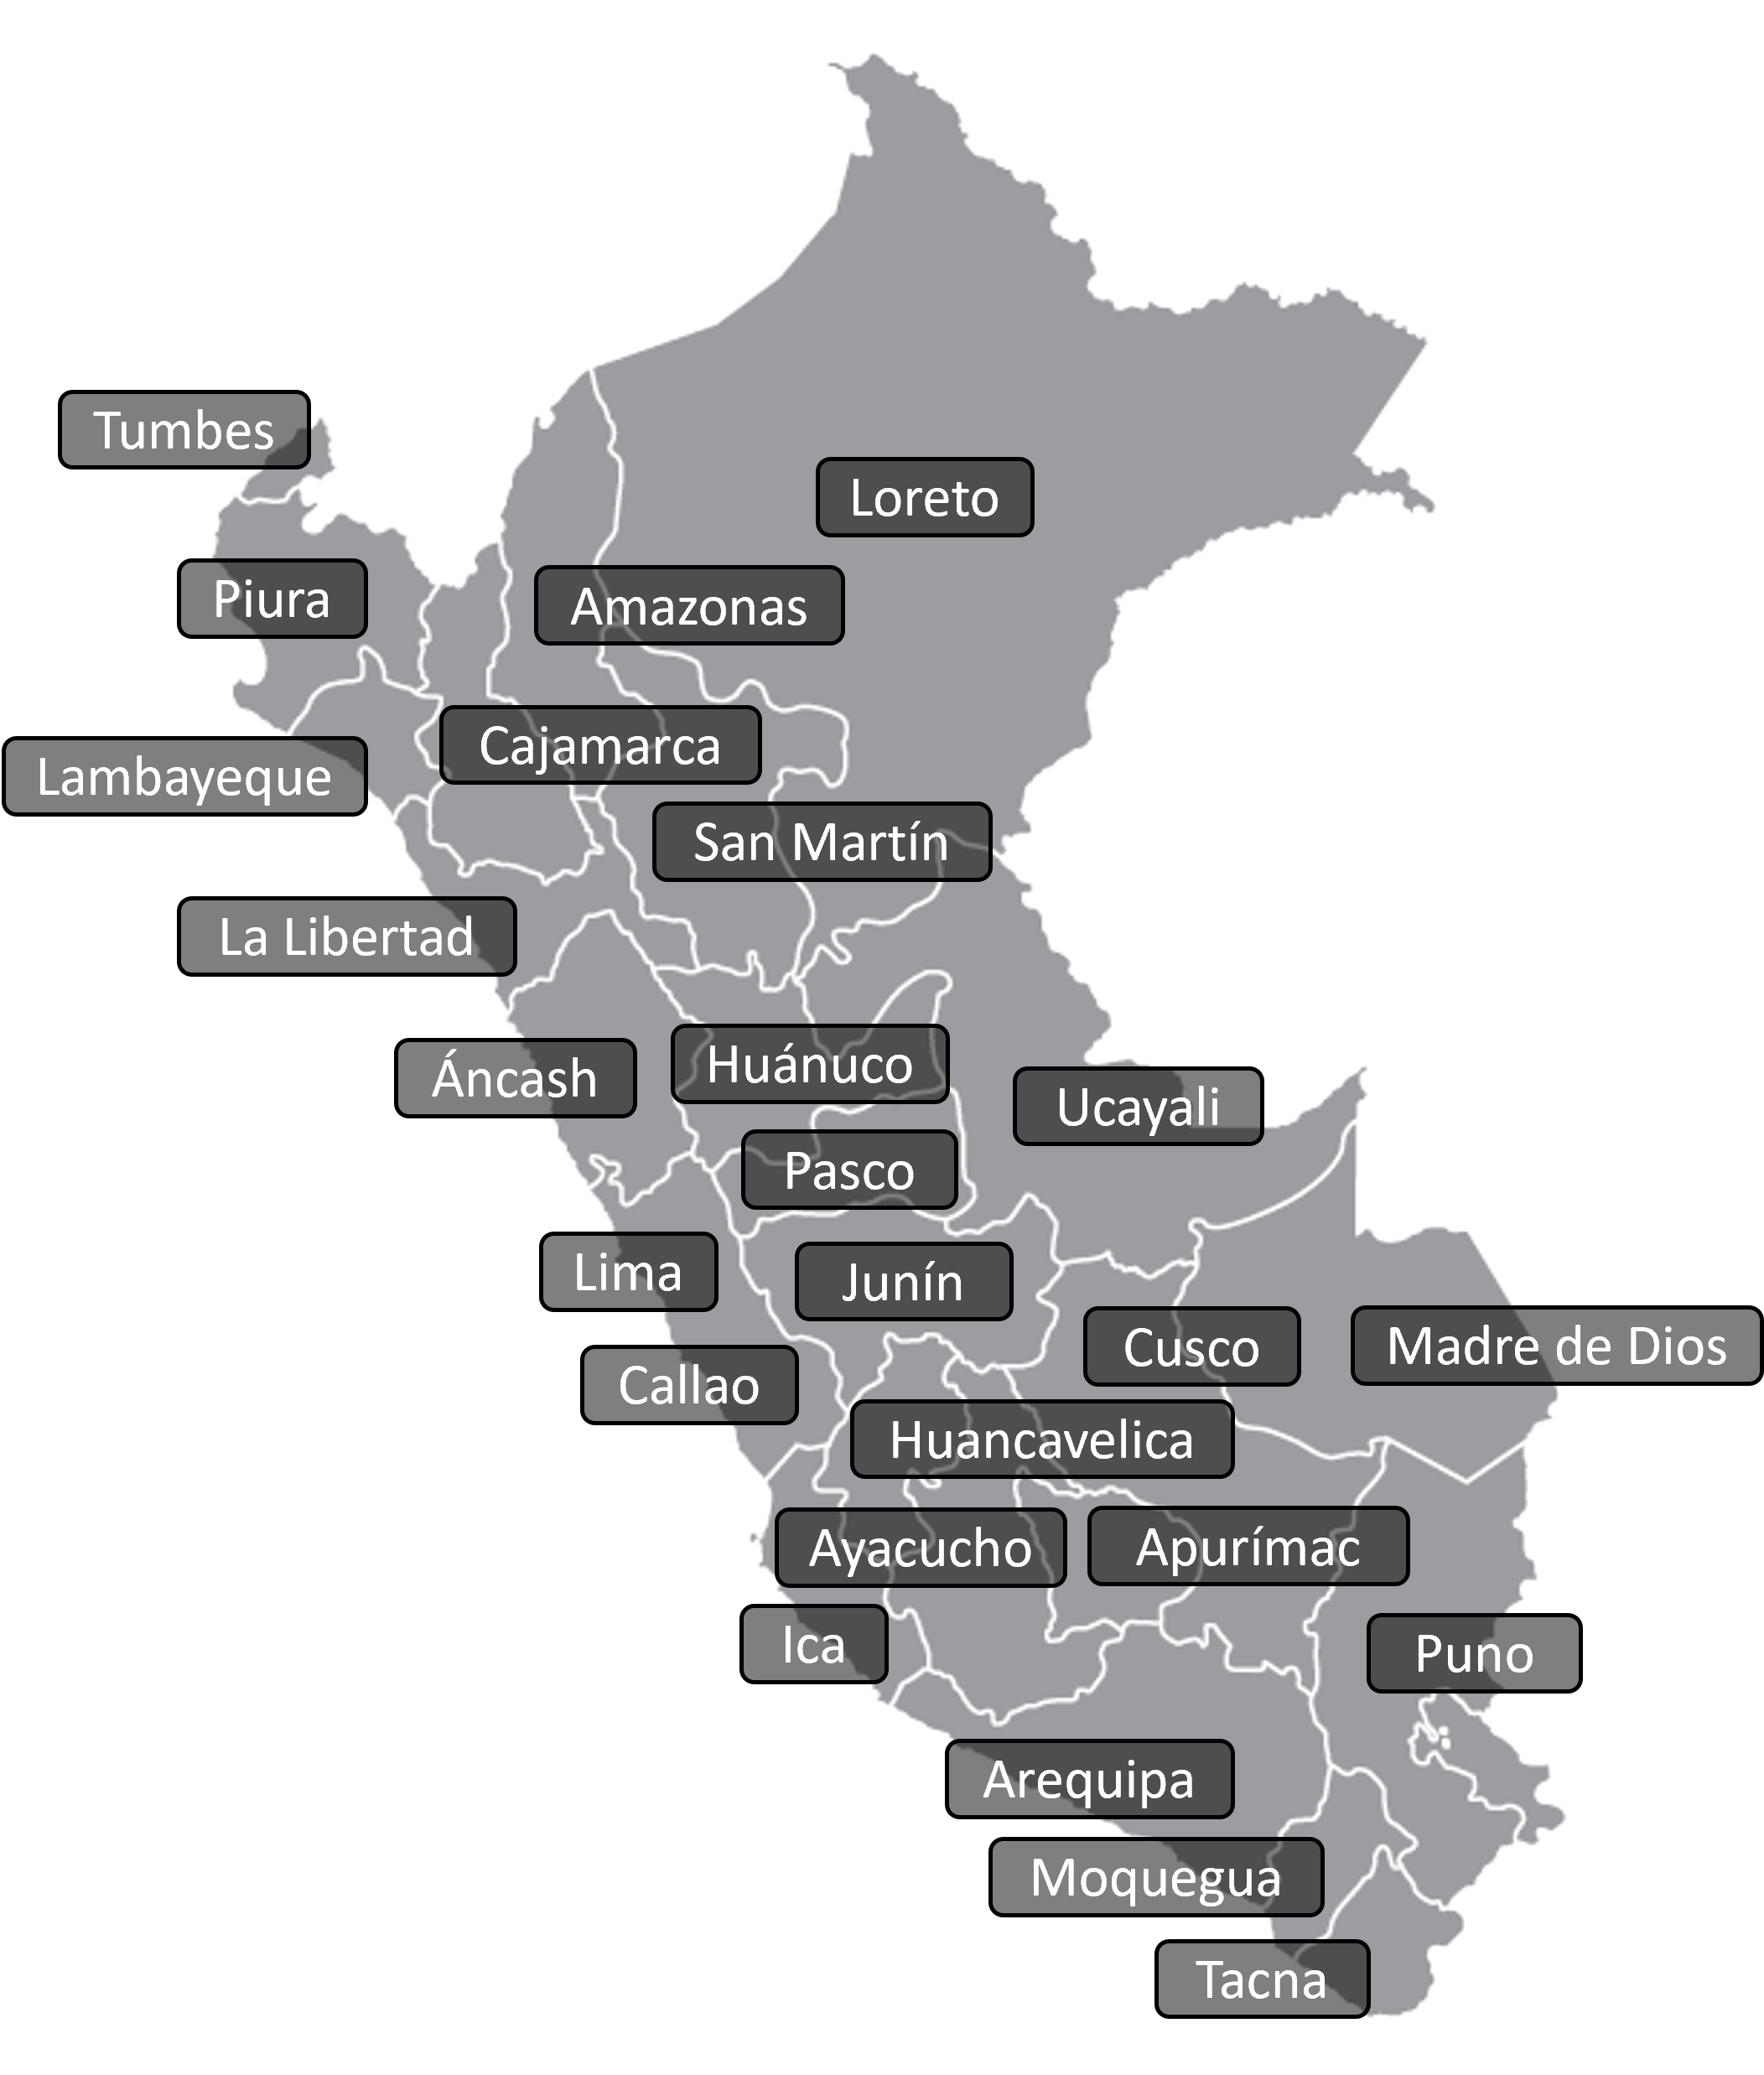 Tumbes
Loreto
Piura
Amazonas
Cajamarca
Lambayeque
San Martín
La Libertad
Huánuco
Áncash
Ucayali
Pasco
Lima
Junín
Cusco
Madre de Dios
Callao
Huancavelica
Ayacucho
Apurímac
Ica
Puno
Arequipa
Moquegua
Tacna